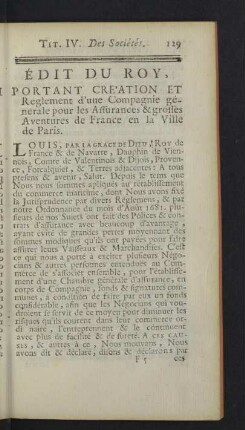 TIT. IV. Des Sociétés. 129
ÉDIT DU ROY,
PORTANT CRÉATION ET
Reglement d'une Compagnie gé-
nérale pour les Assurances & grosses
Aventures de France en la Ville
de Paris.
LOUIS, PAR LA GRACE DE DIEU, ROY de
France & de Navarre, Dauphin de Vien-
nois, Comte de Valentinois & Dijois, Provence,
Forcalquier, & Terres adjacentes: A tous
presens & avenir, Salut. Depuis le tems que
Nous nous sommes apliqués au rétablissement
du commerce maritime, dont Nous avons fixé
la Jurisprudence par divers Réglemens, & par
notre Ordonnance du mois d'Août 1681. plu-
sieurs de nos Sujets ont fait des Polices & con-
trats d'assurance avec beaucoup d'avantage,
ayant évité de grandes pertes moyennant des
sommes modiques qu'ils ont payées pour faire
assurer leurs Vaisseaux & Marchandises. C'est
ce qui nous a porté à exciter plusieurs Négo-
cians & autres personnes entenduës au Com-
merce de s'associer ensemble, pour l'établisse-
ment d'une Chambre générale d'assurance, en
corps de Compagnie, fonds & signatures com-
munes, à condition de faire par eux un fonds
considérable, afin que les Négocians qui vou-
droient se servir de ce moyen pour diminuer les
risques qu'ils courent dans leur commerce or-
dinaire, l'entreprennent & le continuent
avec plus de facilité & de sureté. A CES CAU-
SES, & autres à ce, Nous mouvans, Nous
avons dit & déclaré, disons & déclarons par
F 5 ces